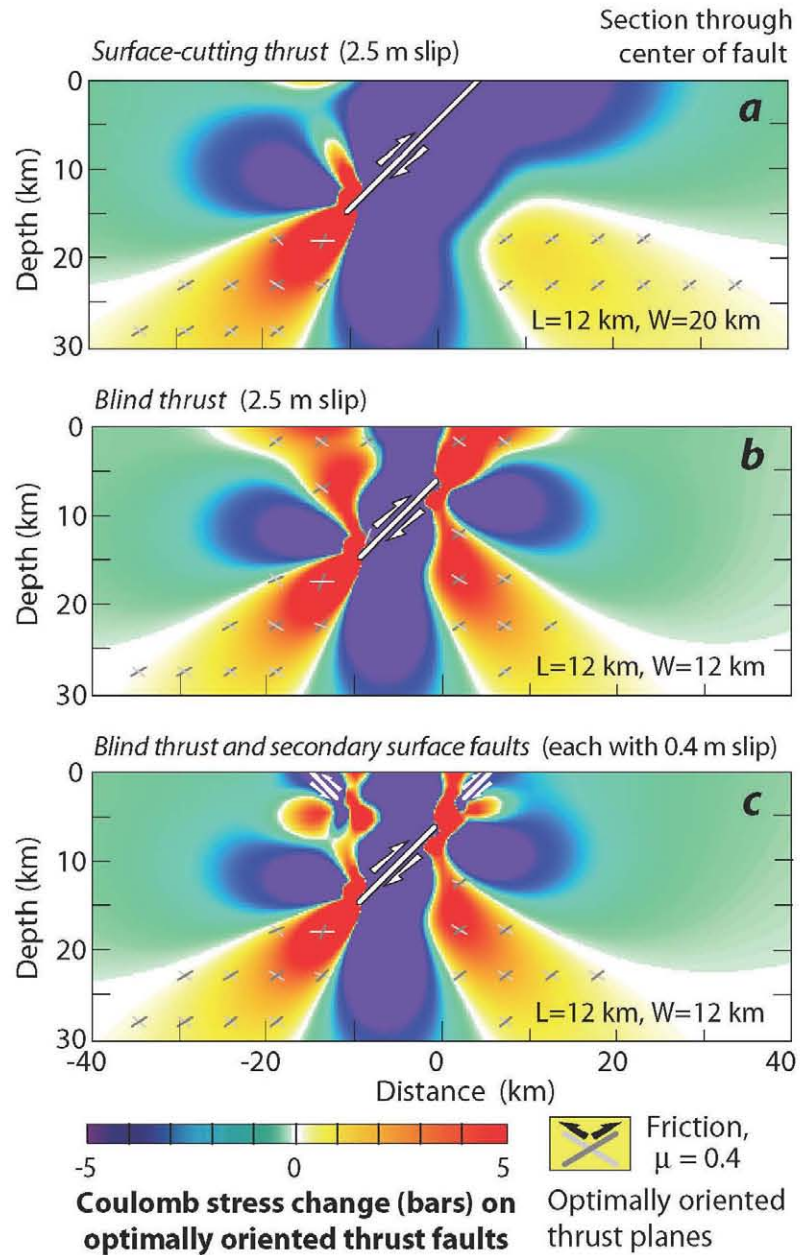 Section through
Surface-cutting thrust (2.5 m slip) center of fault
0
a
10
Depth (km)
20
L=12 km, W=20 km
30
Blind thrust (2.5 m slip)
0
b
10
Depth (km)
20
L=12 km, W=12 km
30
Blind thrust and secondary surface faults (each with 0.4 m slip)
0
c
10
Depth (km)
20
L=12 km, W=12 km
30
-40 -20 0 20 40
Distance (km)
-5 0 5
Coulomb stress change (bars) on
optimally oriented thrust faults
Friction,
μ = 0.4
Optimally oriented
thrust planes